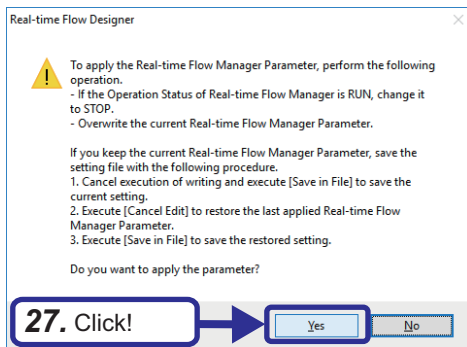 Real-time Flow Designer
To apply the Real-time Flow Manager Parameter, perform the following
operation.
- If the Operation Status of Real-time Flow Manager is RUN, change it
to STOP.
- Overwrite the current Real-time Flow Manager Parameter.
If you keep the current Real-time Flow Manager Parameter, save the
setting file with the following procedure.
1. Cancel execution of writing and execute [Save in File] to save the
current setting.
2. Execute [Cancel Edit] to restore the last applied Real-time Flow
Manager Parameter.
3. Execute [Save in File] to save the restored setting.
Do you want to apply the parameter?
27. Click!
Yes
No